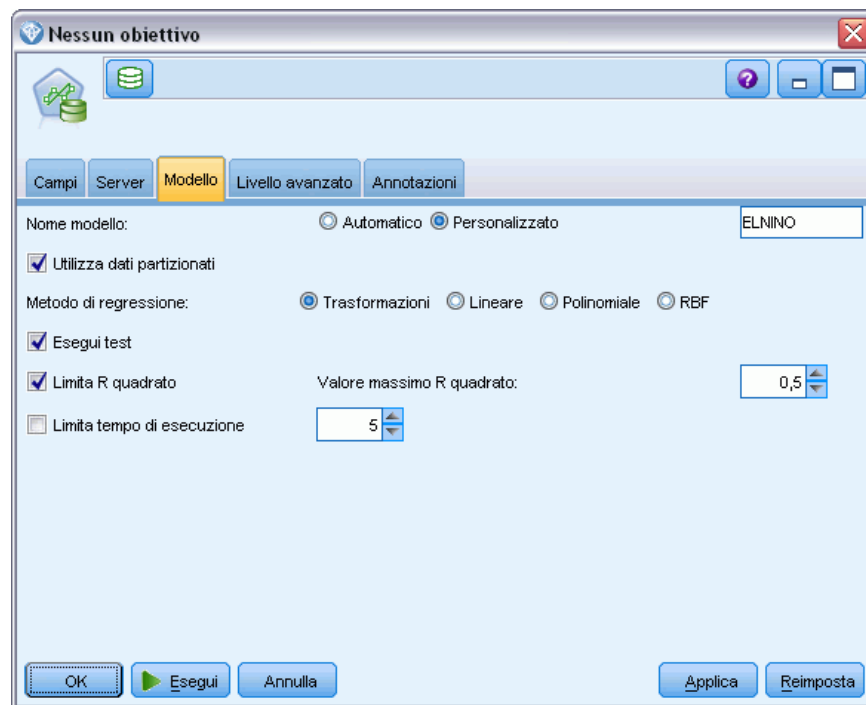 Nessun obiettivo
Campi Server Modello Livello avanzato Annotazioni
Nome modello: Automatico Personalizzato ELNINO
Utilizza dati partizionati
Metodo di regressione: Trasformazioni Lineare Polinomiale RBF
Esegui test
Limita R quadrato Valore massimo R quadrato: 0,5
Limita tempo di esecuzione 5
OK Esegui Annulla Applica Reimposta